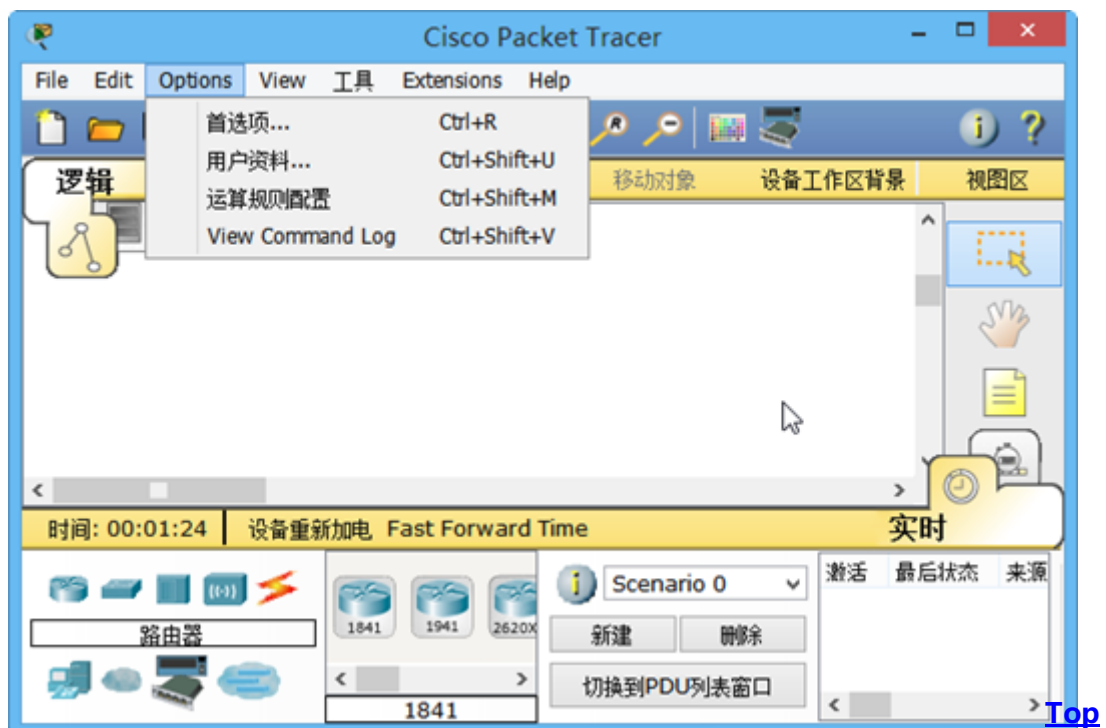 Cisco Packet Tracer
File Edit Options View 工具 Extensions Help
首选项... Ctrl+R
用户资料... Ctrl+Shift+U
运算规则配置 Ctrl+Shift+M
View Command Log Ctrl+Shift+V
逻辑 移动对象 设备工作区背景 视图区
时间: 00:01:24 设备重新加电 Fast Forward Time 实时
路由器
1841 1941 2620X
1841
Scenario 0
新建 删除
切换到PDU列表窗口
激活 最后状态 来源
Top